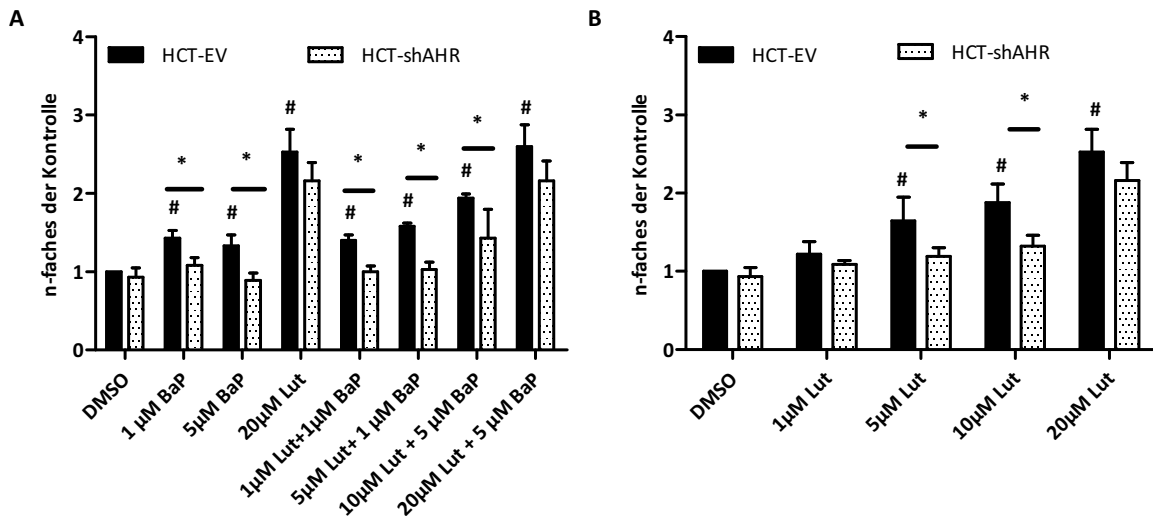 A
n-faches der Kontrolle
4
3
2
1
0
HCT-EV
HCT-shAHR
#
*
#
*
#
#
*
#
*
#
*
#
DMSO
1 µM BaP
5µM BaP
20µM Lut
1µM Lut+1µM BaP
5µM Lut+ 1 µM BaP
10µM Lut + 5 µM BaP
20µM Lut + 5 µM BaP
B
n-faches der Kontrolle
4
3
2
1
0
HCT-EV
HCT-shAHR
#
*
#
*
#
DMSO
1µM Lut
5µM Lut
10µM Lut
20µM Lut